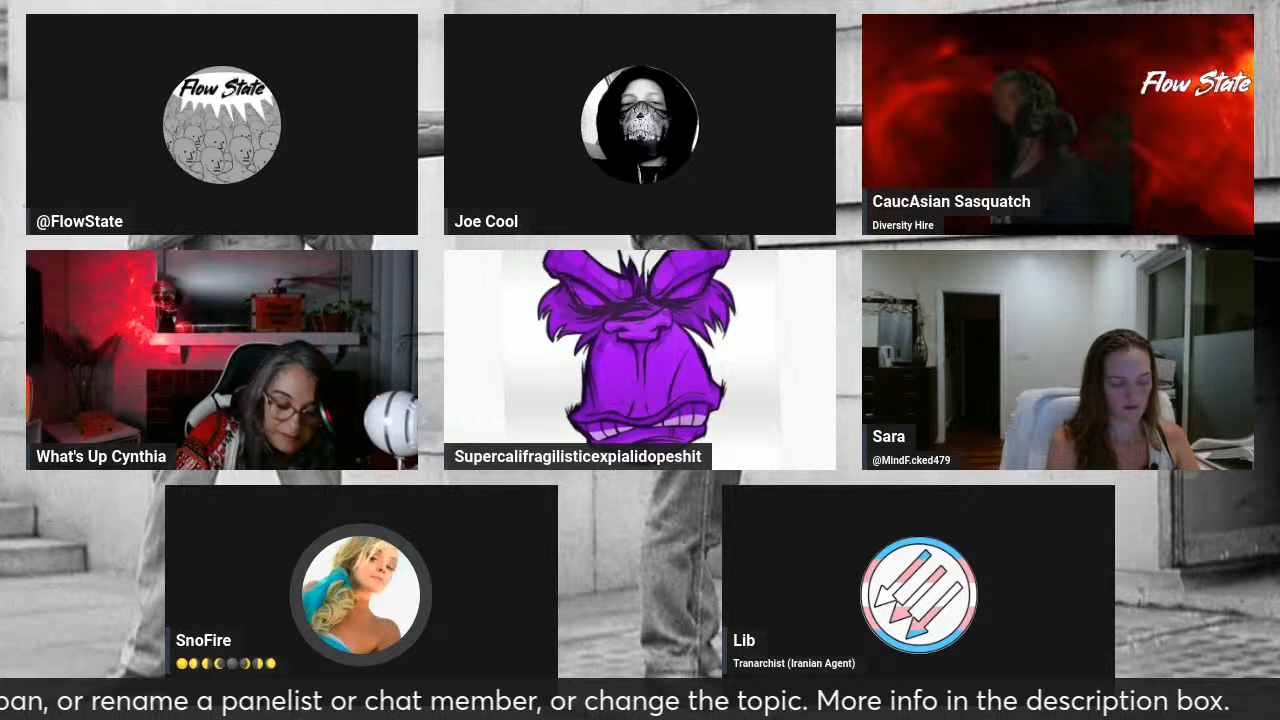 Flow State
@FlowState
Joe Cool
Flow State
CaucAsian Sasquatch
Diversity Hire
What's Up Cynthia
Supercalifragilisticexpialidopeshit
Sara
@MindF.cked479
SnoFire
Lib
Tranarchist (Iranian Agent)
or rename a panelist or chat member, or change the topic. More info in the description box.